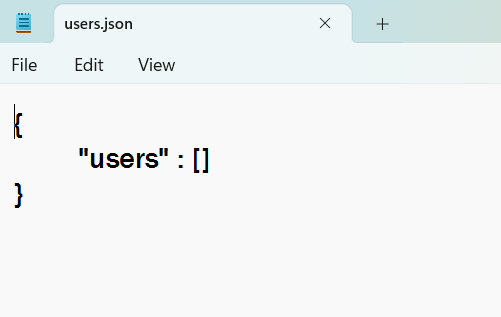 users.json
File Edit View
{
"users" : []
}